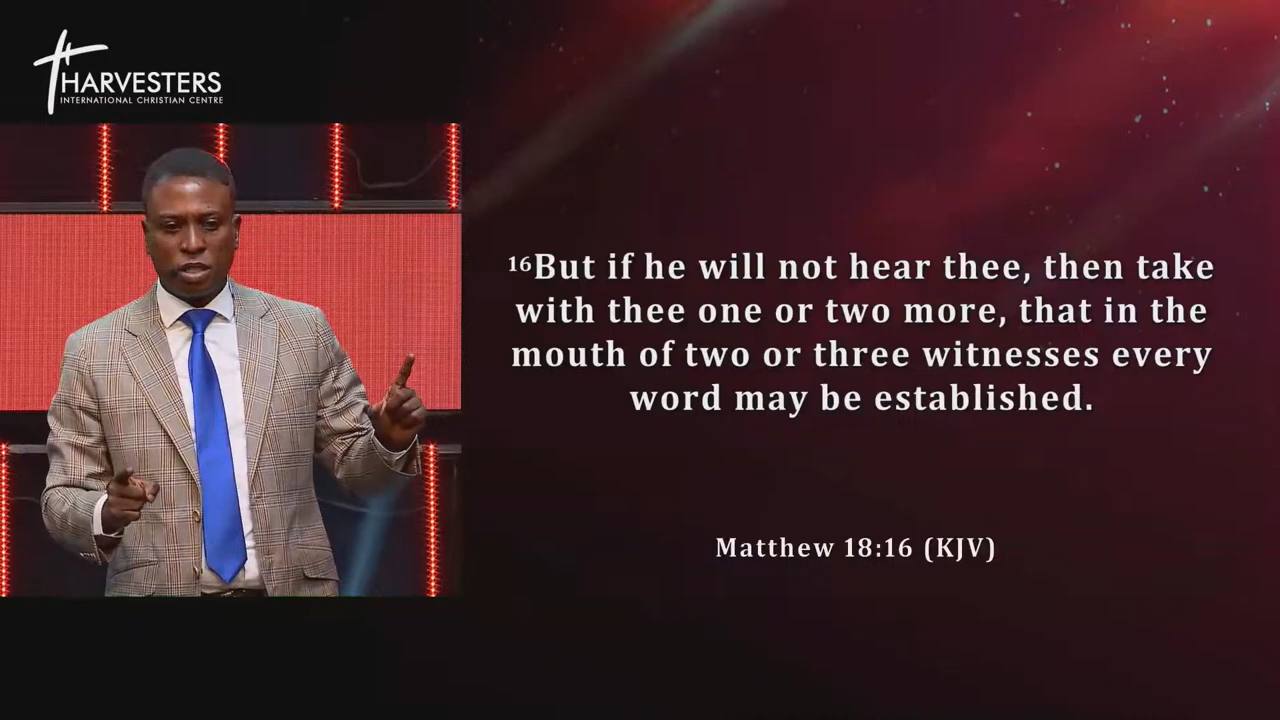 HARVESTERS
INTERNATIONAL CHRISTIAN CENTRE
¹⁶But if he will not hear thee, then take
with thee one or two more, that in the
mouth of two or three witnesses every
word may be established.
Matthew 18:16 (KJV)